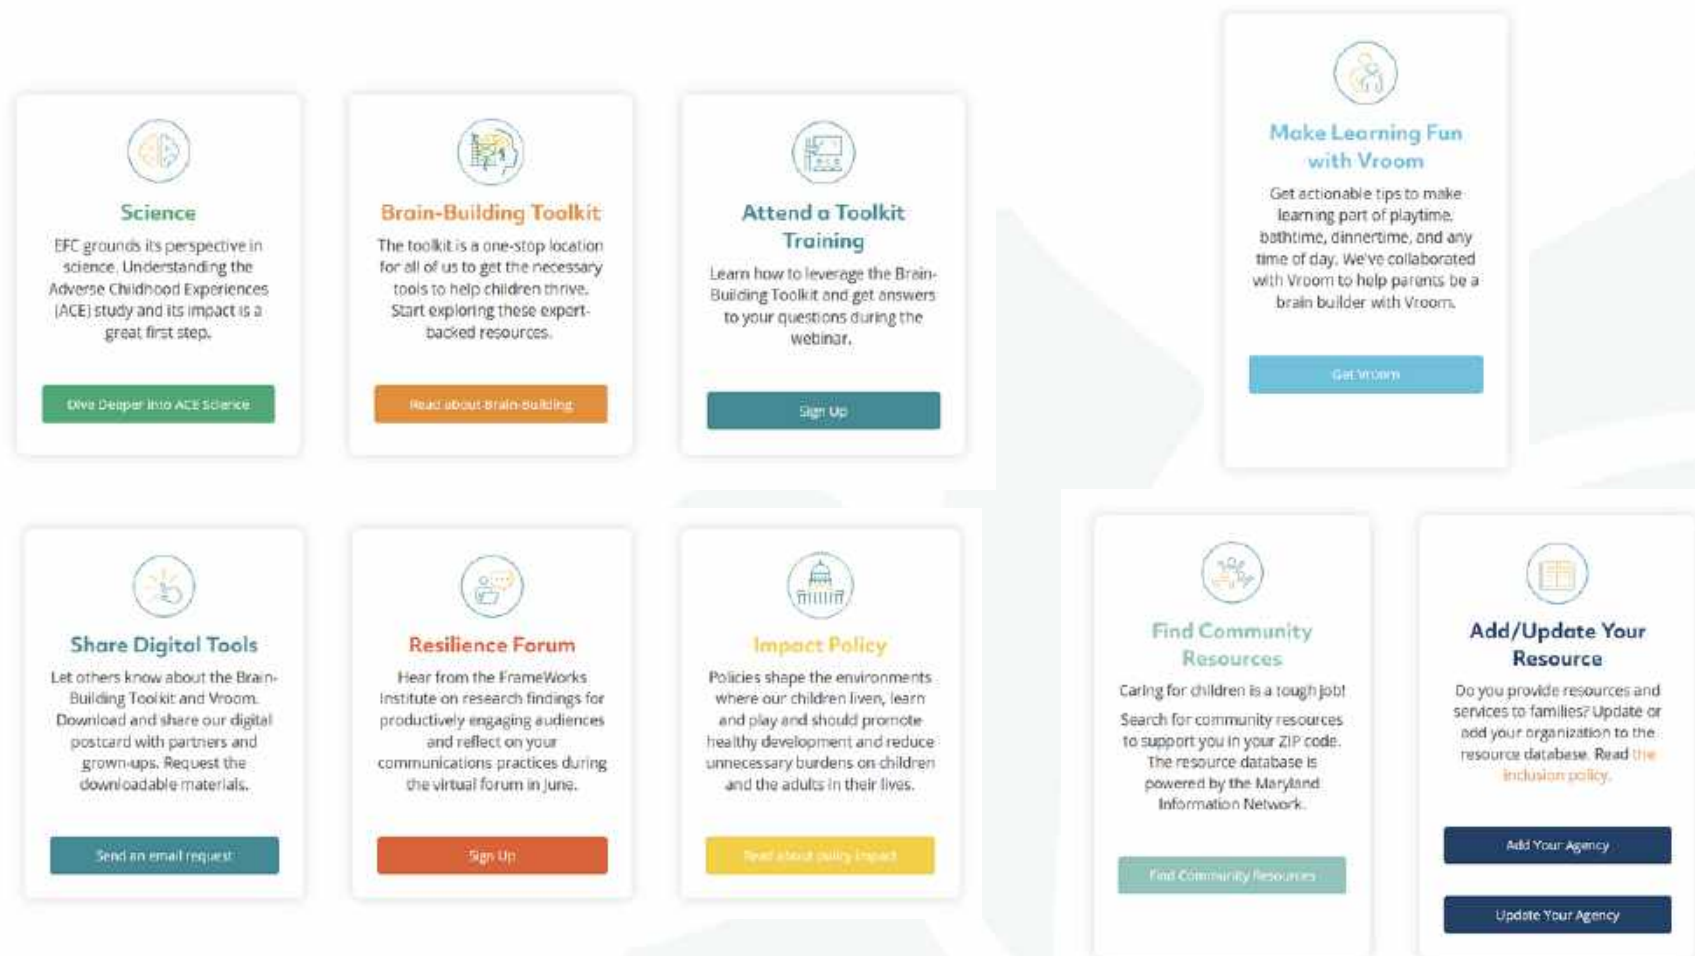 Science
EFC grounds its perspective in
science. Understanding the
Adverse Childhood Experiences
(ACE) study and its impact is a
great first step.
Dive Deeper into ACE Science
Brain-Building Toolkit
The toolkit is a one-stop location
for all of us to get the necessary
tools to help children thrive.
Start exploring these expert-
backed resources.
Read about Brain-Building
Attend a Toolkit
Training
Learn how to leverage the Brain-
Building Toolkit and get answers
to your questions during the
webinar.
Sign Up
Make Learning Fun
with Vroom
Get actionable tips to make
learning part of playtime,
bathtime, dinnertime, and any
time of day. We've collaborated
with Vroom to help parents be a
brain builder with Vroom.
Get Vroom
Share Digital Tools
Let others know about the Brain-
Building Toolkit and Vroom.
Download and share our digital
postcard with partners and
grown-ups. Request the
downloadable materials.
Send an email request
Resilience Forum
Hear from the FrameWorks
Institute on research findings for
productively engaging audiences
and reflect on your
communications practices during
the virtual forum in June.
Sign Up
Impact Policy
Policies shape the environments
where our children liven, learn
and play and should promote
healthy development and reduce
unnecessary burdens on children
and the adults in their lives.
Read about policy impact
Find Community
Resources
Caring for children is a tough job!
Search for community resources
to support you in your ZIP code.
The resource database is
powered by the Maryland
Information Network.
Find Community Resources
Add/Update Your
Resource
Do you provide resources and
services to families? Update or
add your organization to the
resource database. Read the
inclusion policy.
Add Your Agency
Update Your Agency